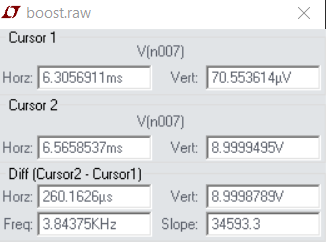 boost.raw
Cursor 1
V(n007)
Horz: 6.3056911ms Vert: 70.553614µV
Cursor 2
V(n007)
Horz: 6.5658537ms Vert: 8.9999495V
Diff (Cursor2 - Cursor1)
Horz: 260.1626µs Vert: 8.9998789V
Freq: 3.84375KHz Slope: 34593.3